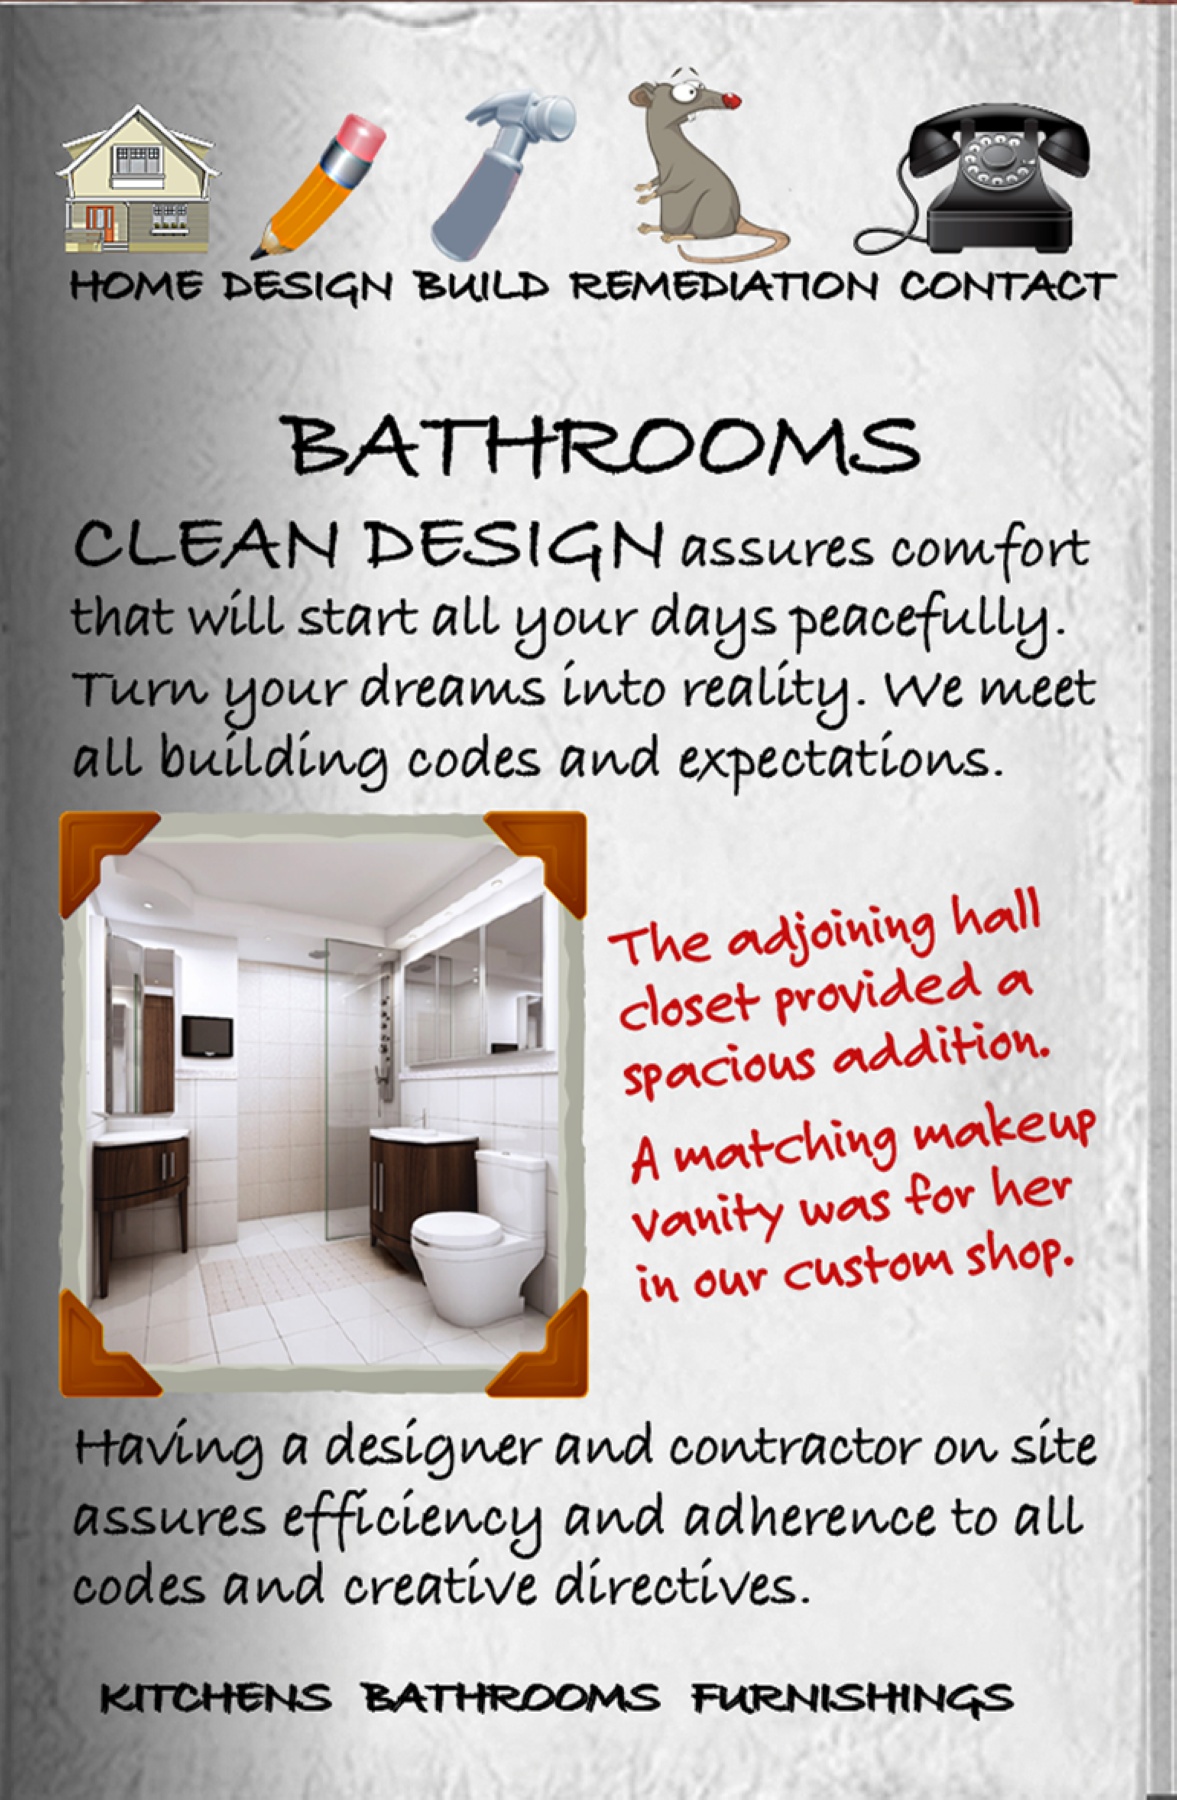 HOME DESIGN BUILD REMEDIATION CONTACT
BATHROOMS
CLEAN DESIGN assures comfort
that will start all your days peacefully.
Turn your dreams into reality. We meet
all building codes and expectations.
The adjoining hall
closet provided a
spacious addition.
A matching makeup
vanity was for her
in our custom shop.
Having a designer and contractor on site
assures efficiency and adherence to all
codes and creative directives.
KITCHENS BATHROOMS FURNISHINGS